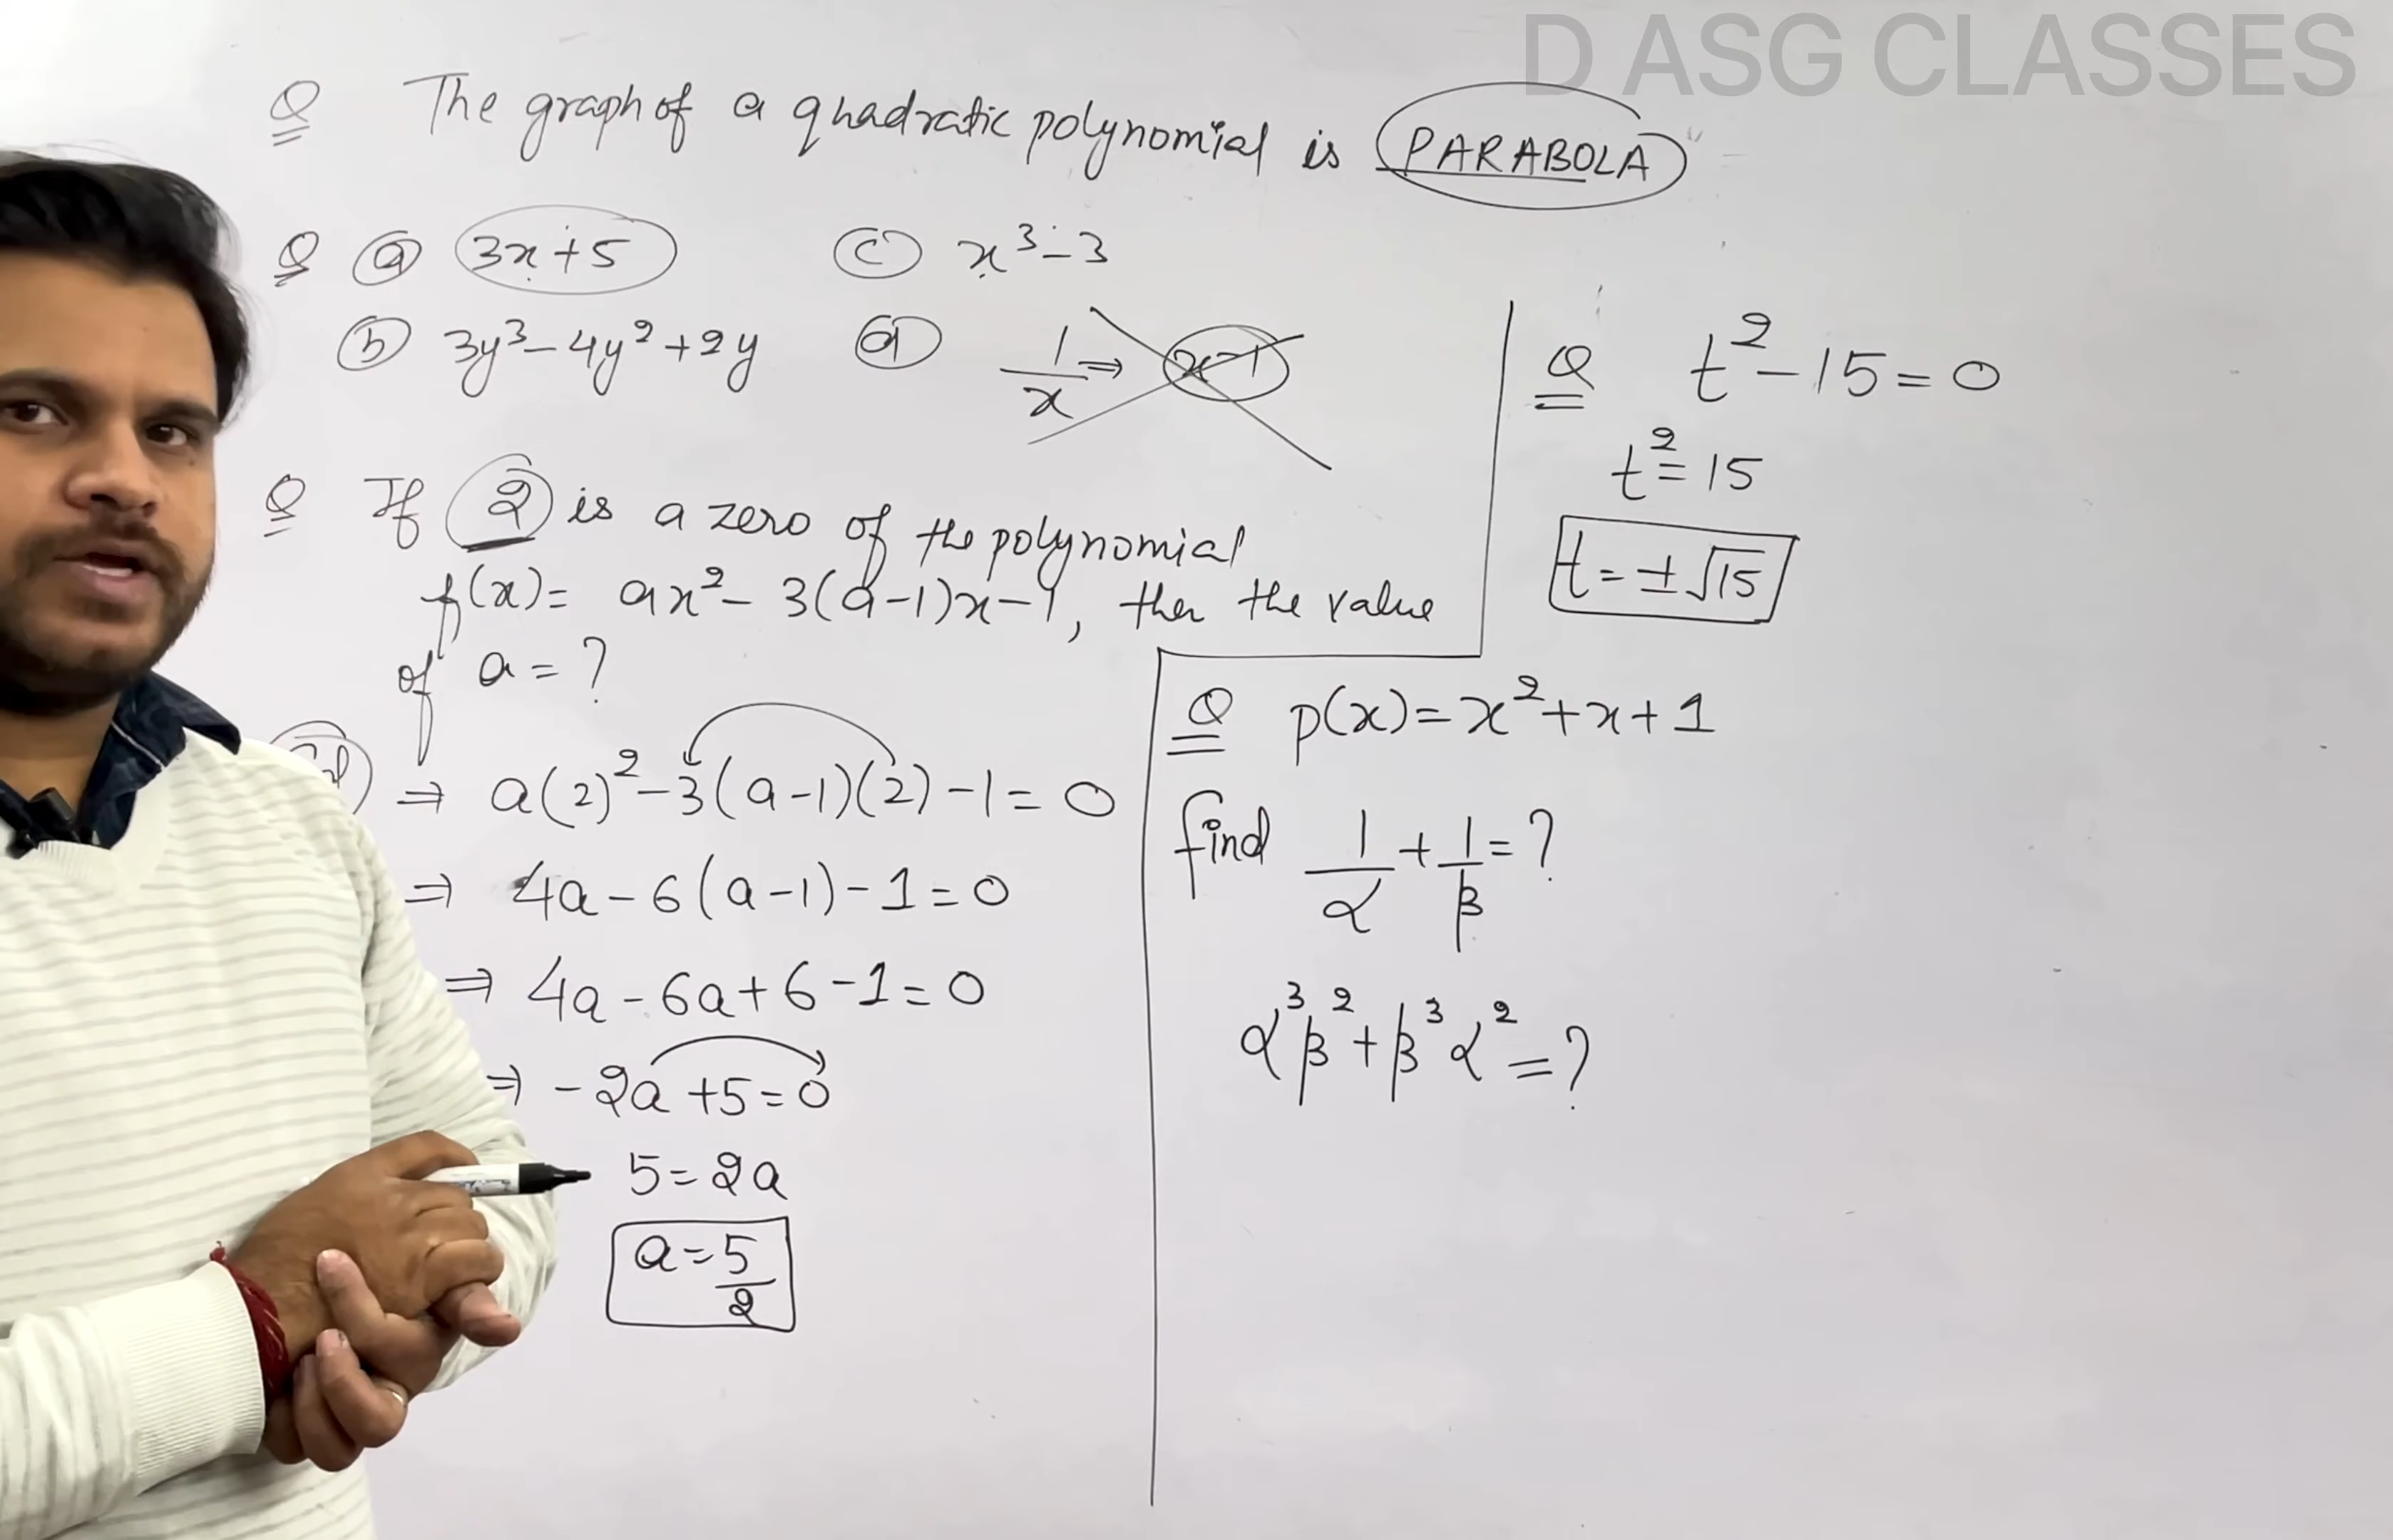 D ASG CLASSES
Q The graph of a quadratic polynomial is PARABOLA
Q (a) 3x+5 (c) x³-3
(b) 3y³-4y²+2y (d) 1/x ⇒ x⁻¹
Q If 2 is a zero of the polynomial
p(x)= ax²-3(a-1)x-1, then the value
of a=?
Sol ⇒ a(2)²-3(a-1)(2)-1=0
⇒ 4a-6(a-1)-1=0
⇒ 4a-6a+6-1=0
⇒ -2a+5=0
5=2a
a=5/2
Q t²-15=0
t²=15
t=±√15
Q p(x)=x²+x+1
find 1/α+1/β=?
α³β²+β³α²=?